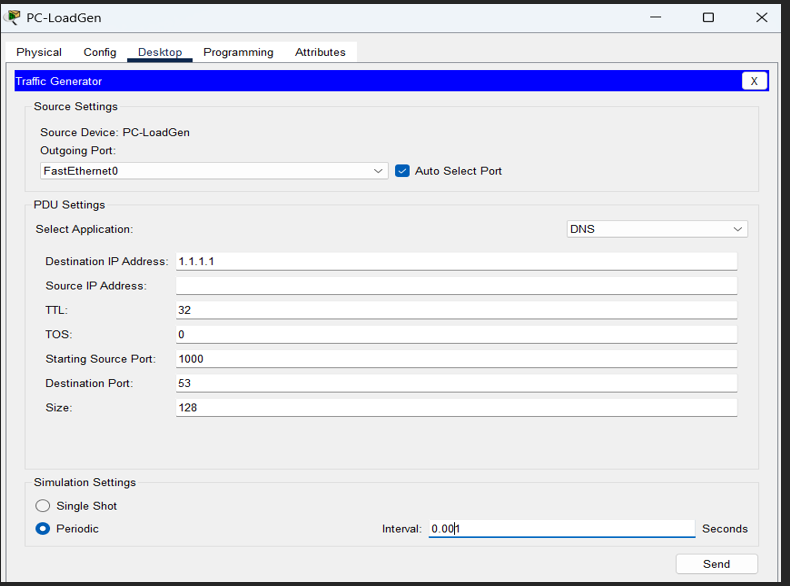 PC-LoadGen
Physical Config Desktop Programming Attributes
Traffic Generator X
Source Settings
Source Device: PC-LoadGen
Outgoing Port:
FastEthernet0 Auto Select Port
PDU Settings
Select Application: DNS
Destination IP Address: 1.1.1.1
Source IP Address:
TTL: 32
TOS: 0
Starting Source Port: 1000
Destination Port: 53
Size: 128
Simulation Settings
Single Shot
Periodic Interval: 0.001 Seconds
Send